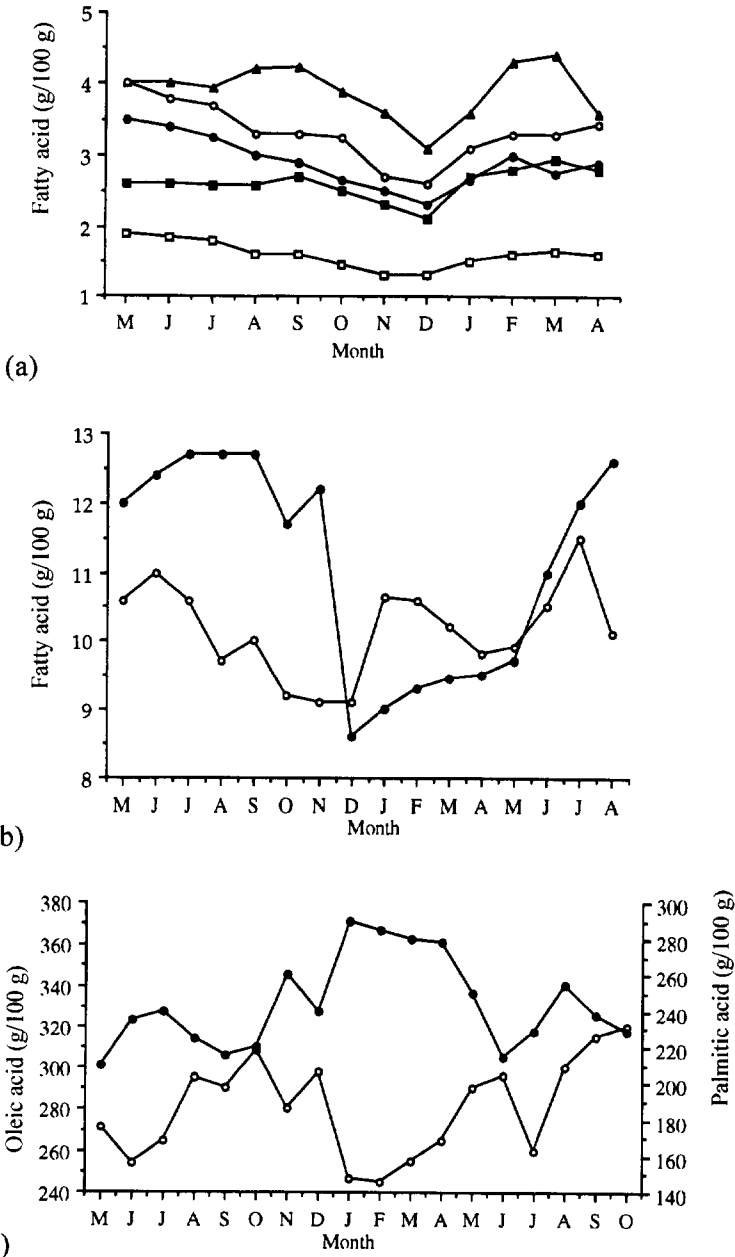 5
4
3
2
1
Fatty acid (g/100 g)
M J J A S O N D J F M A
Month
(a)
13
12
11
10
9
8
Fatty acid (g/100 g)
M J J A S O N D J F M A M J J A
Month
b)
380
360
340
320
300
280
260
240
Oleic acid (g/100 g)
300
280
260
240
220
200
180
160
140
Palmitic acid (g/100 g)
M J J A S O N D J F M A M J J A S O
Month
)